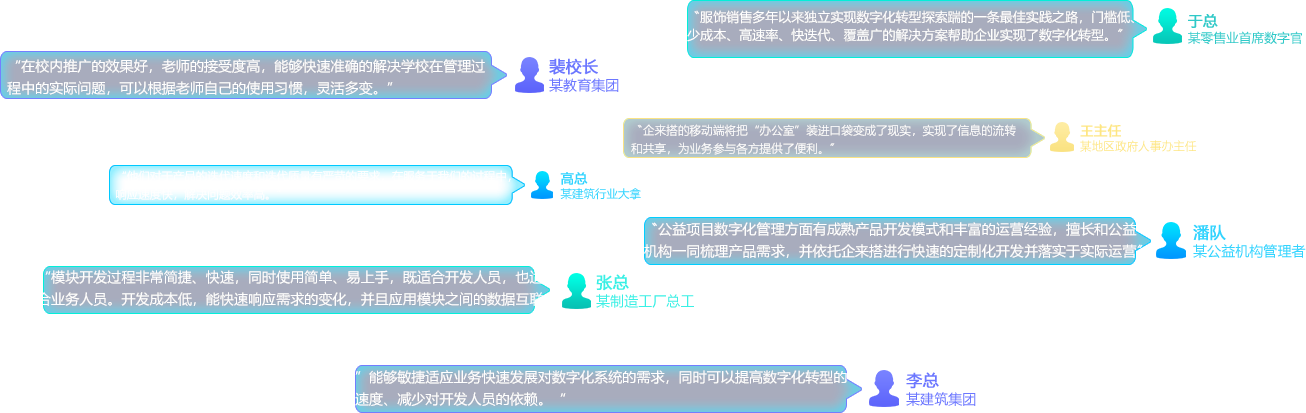 “服饰销售多年以来独立实现数字化转型探索踹的一条最佳实践之路，门槛低、
少成本、高速率、快迭代、覆盖广的解决方案帮助企业实现了数字化转型。”
于总
某零售业首席数字官
“在校内推广的效果好，老师的接受度高，能够快速准确的解决学校在管理过
程中的实际问题，可以根据老师自己的使用习惯，灵活多变。”
裴校长
某教育集团
“企来搭的移动端将把“办公室”装进口袋变成了现实，实现了信息的流转
和共享，为业务参与各方提供了便利。”
王主任
某地区政府人事办主任
高总
某建筑行业大拿
“公益项目数字化管理方面有成熟产品开发模式和丰富的运营经验，擅长和公益
机构一同梳理产品需求，并依托企来搭进行快速的定制化开发并落实于实际运营”
潘队
某公益机构管理者
“模块开发过程非常简捷、快速，同时使用简单、易上手，既适合开发人员，也适
合业务人员。开发成本低，能快速响应需求的变化，并且应用模块之间的数据互联
张总
某制造工厂总工
”能够敏捷适应业务快速发展对数字化系统的需求，同时可以提高数字化转型的
速度、减少对开发人员的依赖。“
李总
某建筑集团